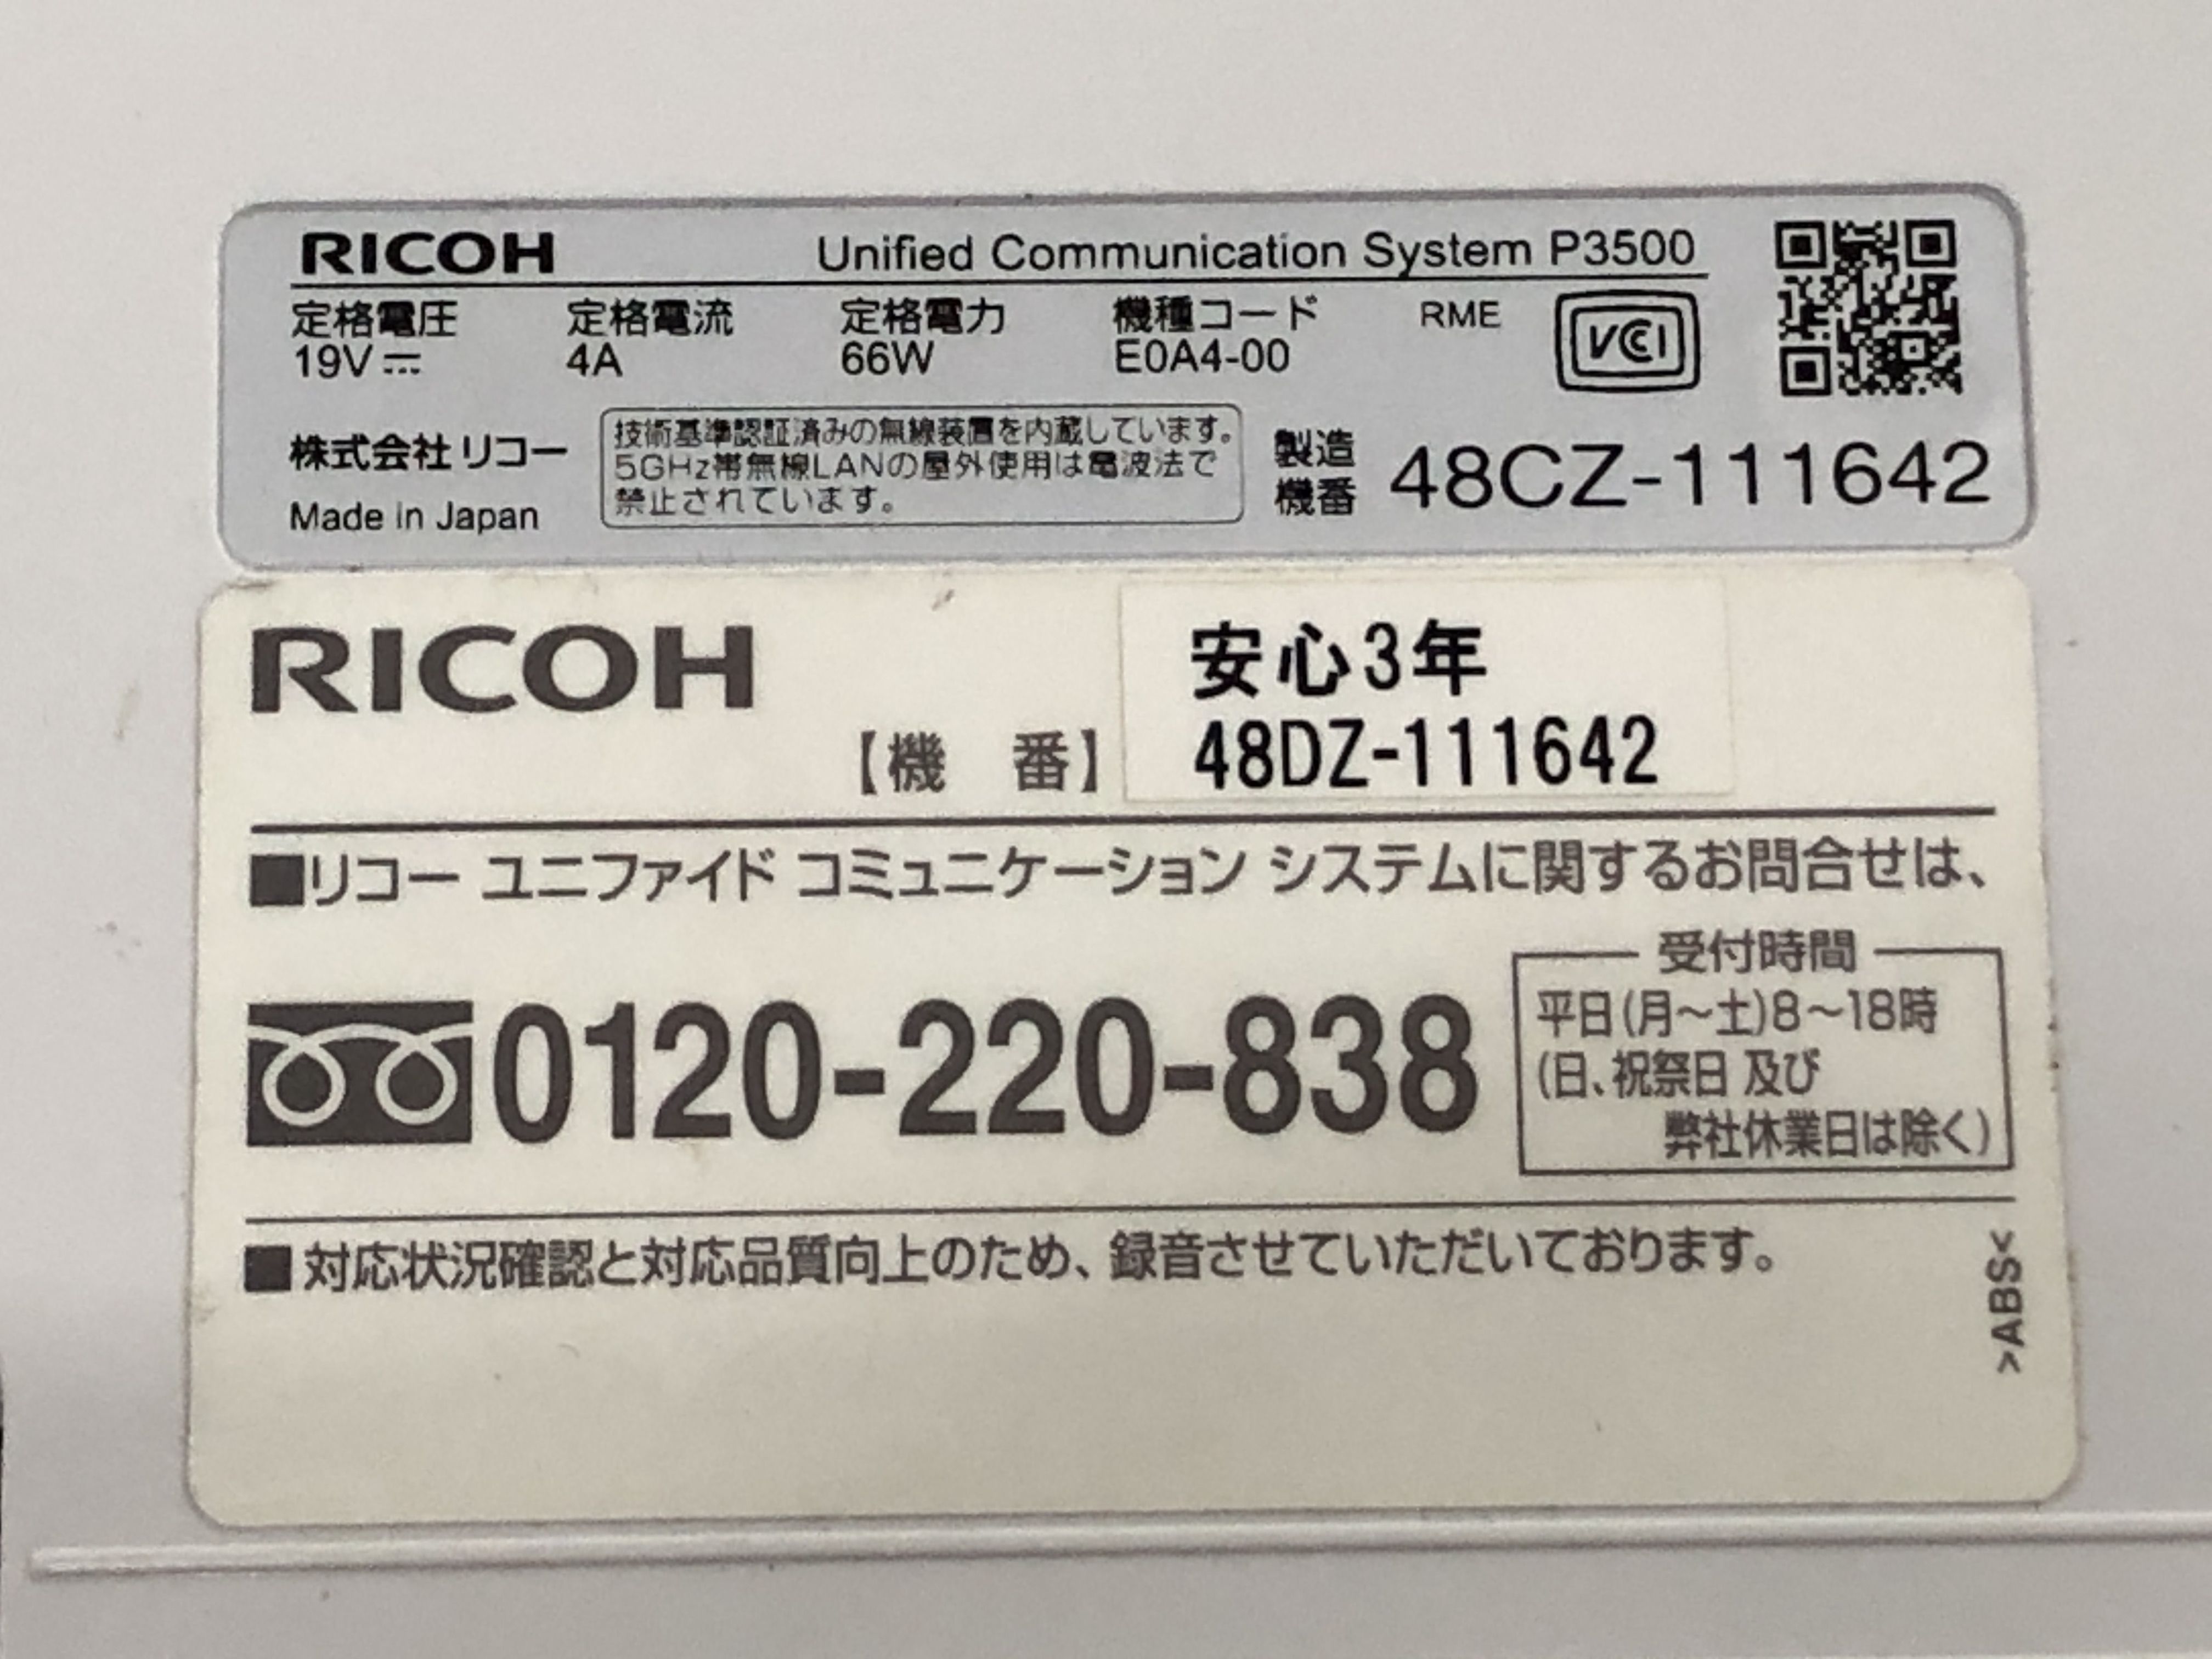 RICOH Unified Communication System P3500
定格電圧 定格電流 定格電力 機種コード RME VCCI
19V⎓ 4A 66W E0A4-00
株式会社 リコー
Made in Japan
技術基準認証済みの無線装置を内蔵しています。
5GHz帯無線LANの屋外使用は電波法で
禁止されています。
製造
機番 48CZ-111642
RICOH
安心3年
【機 番】 48DZ-111642
■リコー ユニファイド コミュニケーション システムに関するお問合せは、
0120-220-838
受付時間
平日(月～土)8～18時
(日、祝祭日 及び
弊社休業日は除く)
■対応状況確認と対応品質向上のため、録音させていただいております。
>ABS<